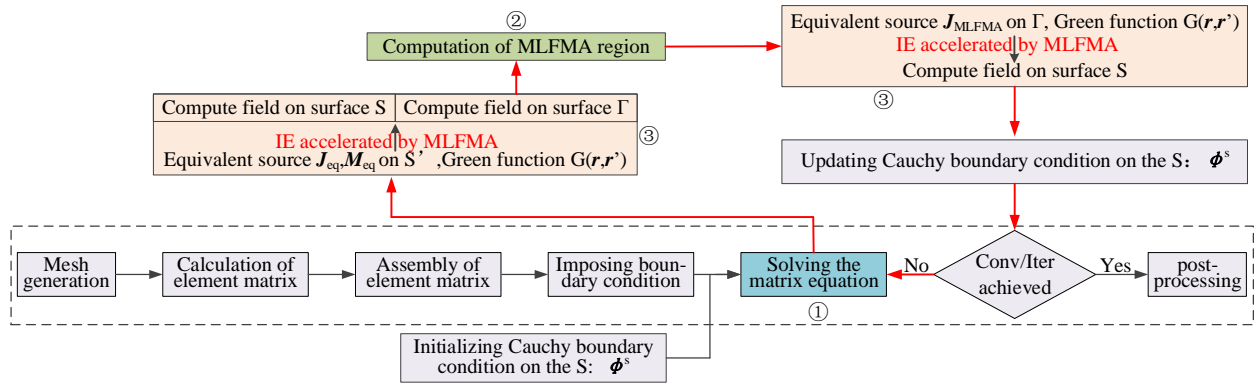 ②
Computation of MLFMA region
Equivalent source J_MLFMA on Γ, Green function G(r,r’)
IE accelerated by MLFMA
Compute field on surface S
③
Compute field on surface S
Compute field on surface Γ
③
IE accelerated by MLFMA
Equivalent source J_eq,M_eq on S’ ,Green function G(r,r’)
Updating Cauchy boundary condition on the S: ϕ^s
Mesh
generation
Calculation of
element matrix
Assembly of
element matrix
Imposing boun-
dary condition
Solving the
matrix equation
No
Conv/Iter
achieved
Yes
post-
processing
①
Initializing Cauchy boundary
condition on the S: ϕ^s